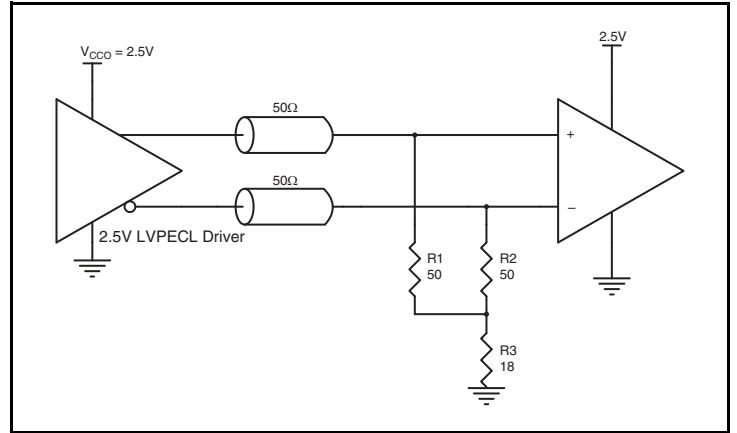 V_CCO = 2.5V
2.5V
50Ω
50Ω
+
–
2.5V LVPECL Driver
R1
50
R2
50
R3
18